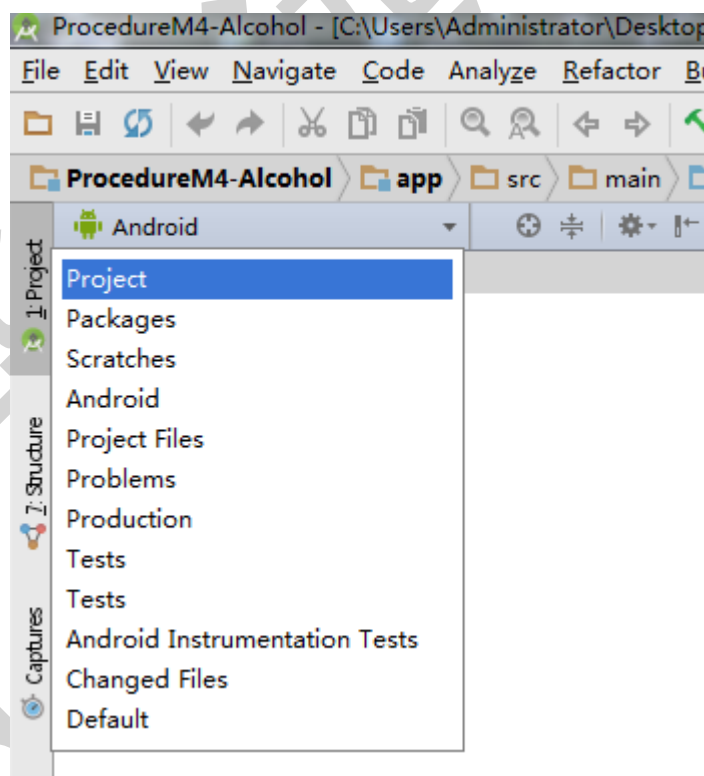 ProcedureM4-Alcohol - [C:\Users\Administrator\Desktop
File Edit View Navigate Code Analyze Refactor
ProcedureM4-Alcohol app src main
Android
1: Project
7: Structure
Captures
Project
Packages
Scratches
Android
Project Files
Problems
Production
Tests
Tests
Android Instrumentation Tests
Changed Files
Default